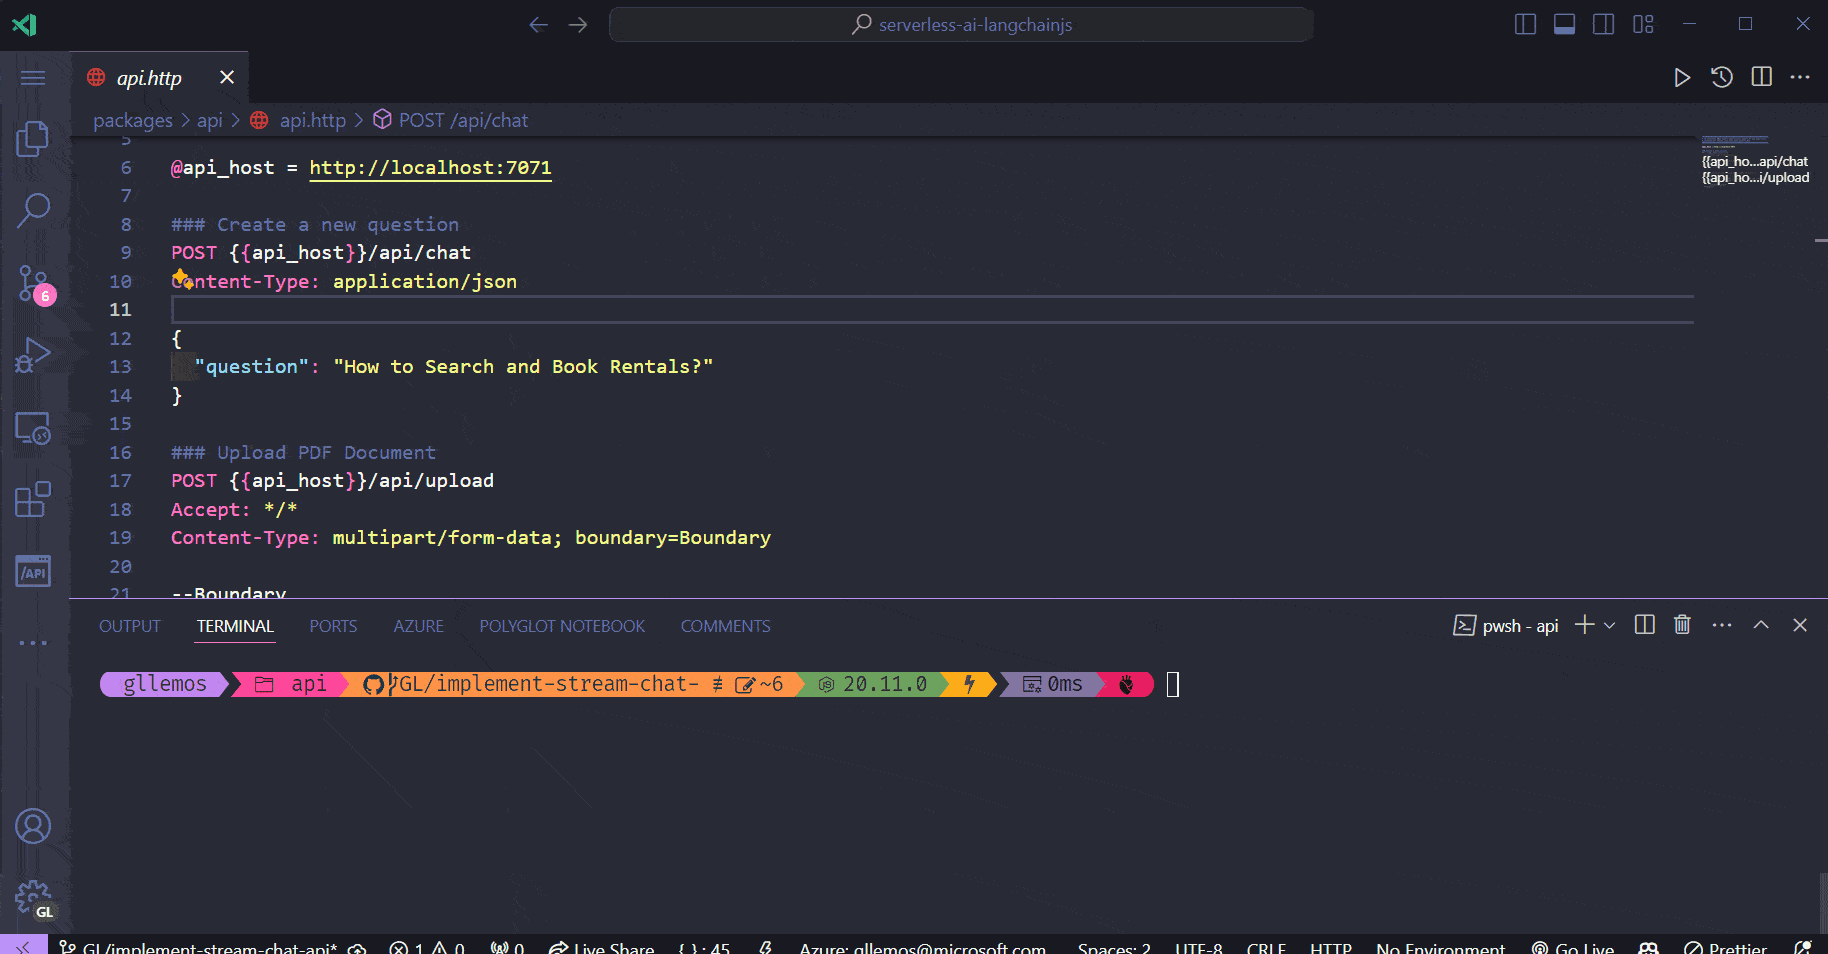 serverless-ai-langchainjs
api.http
packages > api > api.http > POST /api/chat
5
6 @api_host = http://localhost:7071
7
8 ### Create a new question
9 POST {{api_host}}/api/chat
10 Content-Type: application/json
11
12 {
13 "question": "How to Search and Book Rentals?"
14 }
15
16 ### Upload PDF Document
17 POST {{api_host}}/api/upload
18 Accept: */*
19 Content-Type: multipart/form-data; boundary=Boundary
20
21 --Boundary
{{api_ho...api/chat
{{api_ho...i/upload
6
/API
OUTPUT TERMINAL PORTS AZURE POLYGLOT NOTEBOOK COMMENTS
pwsh - api
gllemos api GL/implement-stream-chat- ≢ ~6 20.11.0 0ms
GL
GL/implement-stream-chat-api* 1 0 0 Live Share { } : 45 Azure: gllemos@microsoft.com Spaces: 2 UTF-8 CRLF HTTP No Environment Go Live Prettier